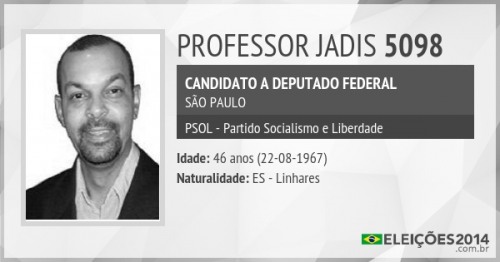 PROFESSOR JADIS 5098
CANDIDATO A DEPUTADO FEDERAL
SÃO PAULO
PSOL - Partido Socialismo e Liberdade
Idade: 46 anos (22-08-1967)
Naturalidade: ES - Linhares
ELEIÇÕES2014
.com.br